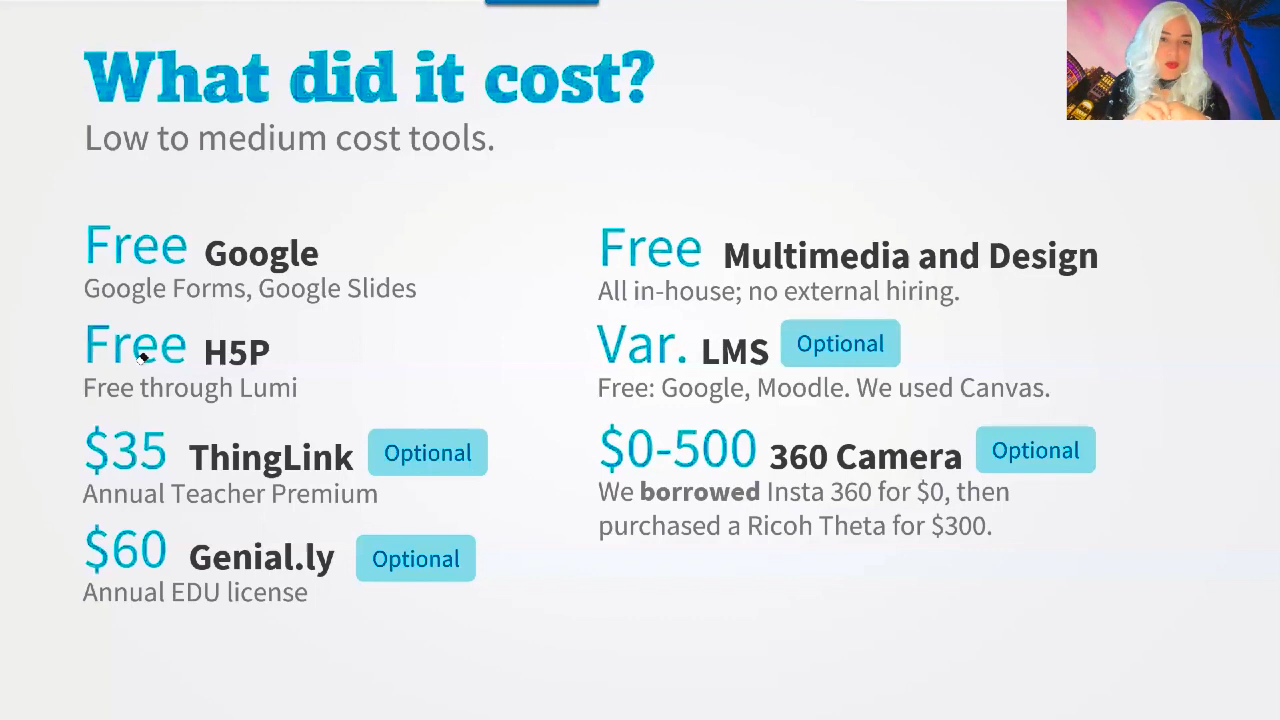 What did it cost?
Low to medium cost tools.
Free Google
Google Forms, Google Slides
Free H5P
Free through Lumi
$35 ThingLink Optional
Annual Teacher Premium
$60 Genial.ly Optional
Annual EDU license
Free Multimedia and Design
All in-house; no external hiring.
Var. LMS Optional
Free: Google, Moodle. We used Canvas.
$0-500 360 Camera Optional
We borrowed Insta 360 for $0, then
purchased a Ricoh Theta for $300.